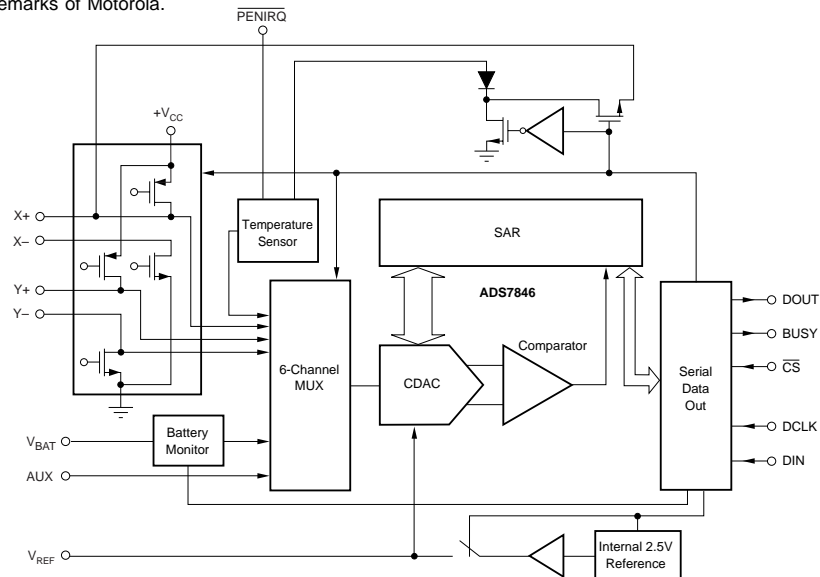 emarks of Motorola.
PENIRQ
+VCC
X+
X–
Y+
Y–
Temperature
Sensor
SAR
ADS7846
6-Channel
MUX
CDAC
Comparator
Serial
Data
Out
DOUT
BUSY
CS
DCLK
DIN
VBAT
Battery
Monitor
AUX
VREF
Internal 2.5V
Reference